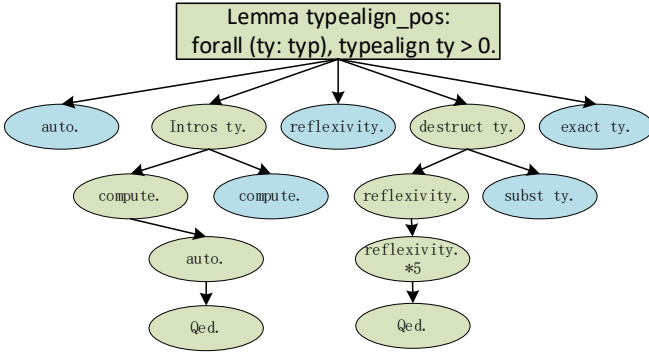 Lemma typealign_pos:
forall (ty: typ), typealign ty > 0.
auto.
Intros ty.
reflexivity.
destruct ty.
exact ty.
compute.
compute.
reflexivity.
subst ty.
auto.
reflexivity.
*5
Qed.
Qed.